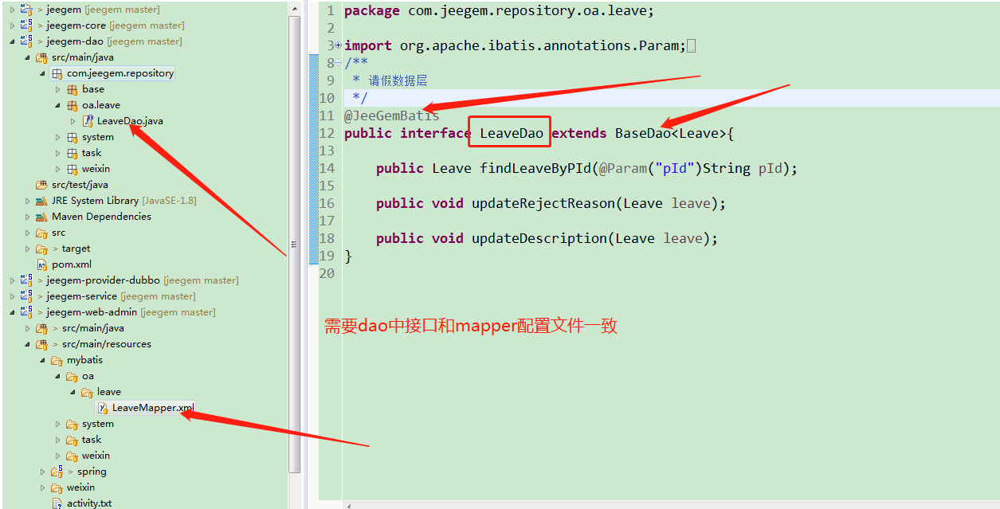 > jeegem [jeegem master]
> jeegem-core [jeegem master]
> jeegem-dao [jeegem master]
src/main/java
com.jeegem.repository
base
oa.leave
LeaveDao.java
system
task
weixin
src/test/java
JRE System Library [JavaSE-1.8]
Maven Dependencies
src
> target
pom.xml
> jeegem-provider-dubbo [jeegem master]
> jeegem-service [jeegem master]
> jeegem-web-admin [jeegem master]
> src/main/java
> src/main/resources
mybatis
oa
leave
LeaveMapper.xml
system
task
weixin
> spring
weixin
activity.txt
1 package com.jeegem.repository.oa.leave;
2
3 import org.apache.ibatis.annotations.Param;
8 /**
9 * 请假数据层
10 */
11 @JeeGemBatis
12 public interface LeaveDao extends BaseDao<Leave>{
13
14 public Leave findLeaveByPId(@Param("pId")String pId);
15
16 public void updateRejectReason(Leave leave);
17
18 public void updateDescription(Leave leave);
19 }
20
需要dao中接口和mapper配置文件一致